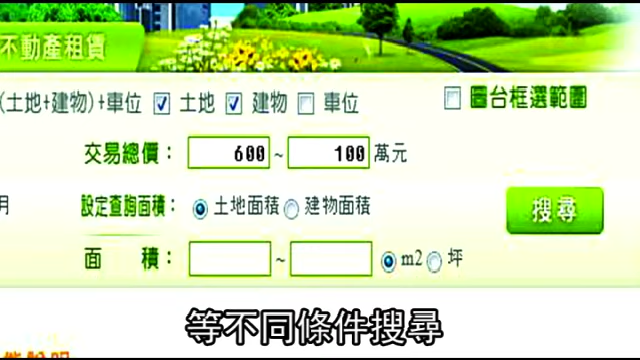 不動產租賃
(土地+建物)+車位 土地 建物 車位 圖台框選範圍
交易總價： 600 ~ 100 萬元
月 設定查詢面積： 土地面積 建物面積 搜尋
面 積： ~ m2 坪
等不同條件搜尋